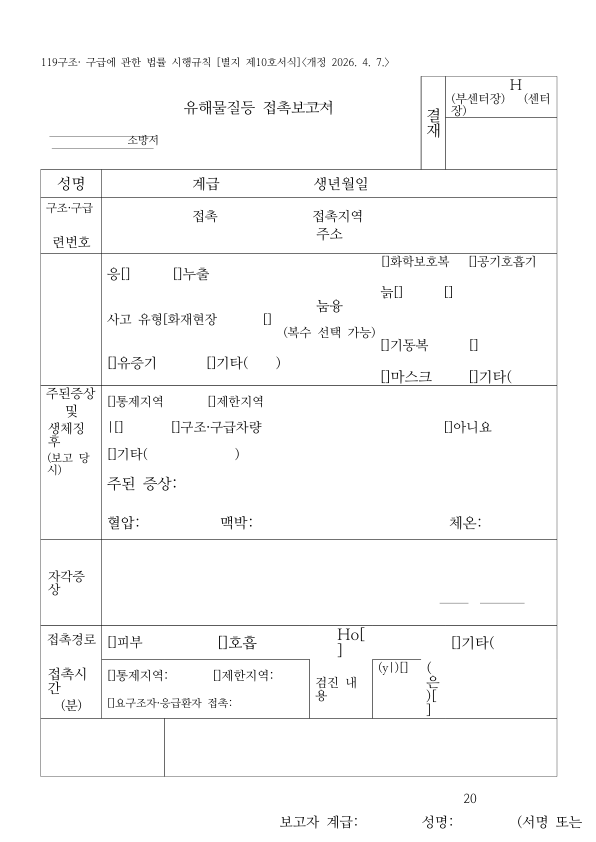 119구조· 구급에 관한 법률 시행규칙 [별지 제10호서식]<개정 2026. 4. 7.>
유해물질등 접촉보고서
소방서
결재
H
(부센터장) (센터
장)
성명 계급 생년월일
구조·구급
련번호
접촉 접촉지역
주소
응[] []누출
사고 유형[화재현장 []
눔융
(복수 선택 가능)
[]유증기 []기타( )
[]화학보호복 []공기호흡기
늙[] []
[]기동복 []
[]마스크 []기타(
주된증상
및
생체징
후
(보고 당
시)
[]통제지역 []제한지역
|[] []구조·구급차량 []아니요
[]기타( )
주된 증상:
혈압: 맥박: 체온:
자각증
상
접촉경로 []피부 []호흡 Ho[
] []기타(
접촉시
간
(분)
[]통제지역: []제한지역:
[]요구조자·응급환자 접촉:
검진 내
용
(y|)[] (
은
)[
]
20
보고자 계급: 성명: (서명 또는